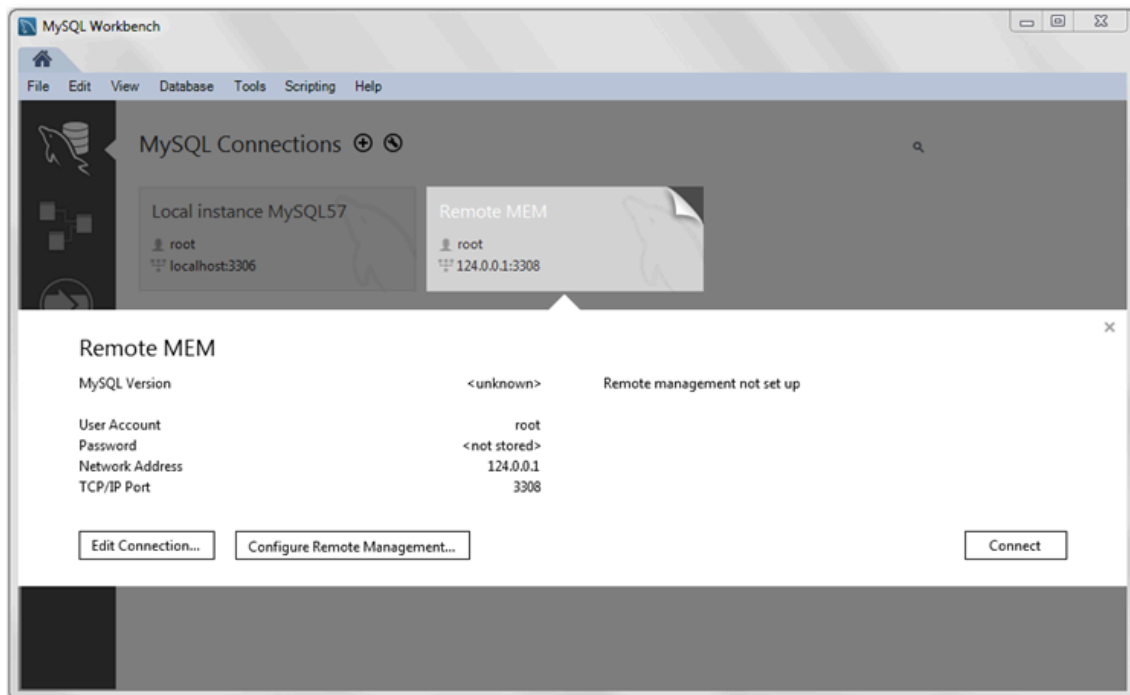 MySQL Workbench
File Edit View Database Tools Scripting Help
MySQL Connections
Local instance MySQL57
root
localhost:3306
Remote MEM
root
124.0.0.1:3308
Remote MEM
MySQL Version <unknown> Remote management not set up
User Account root
Password <not stored>
Network Address 124.0.0.1
TCP/IP Port 3308
Edit Connection... Configure Remote Management... Connect